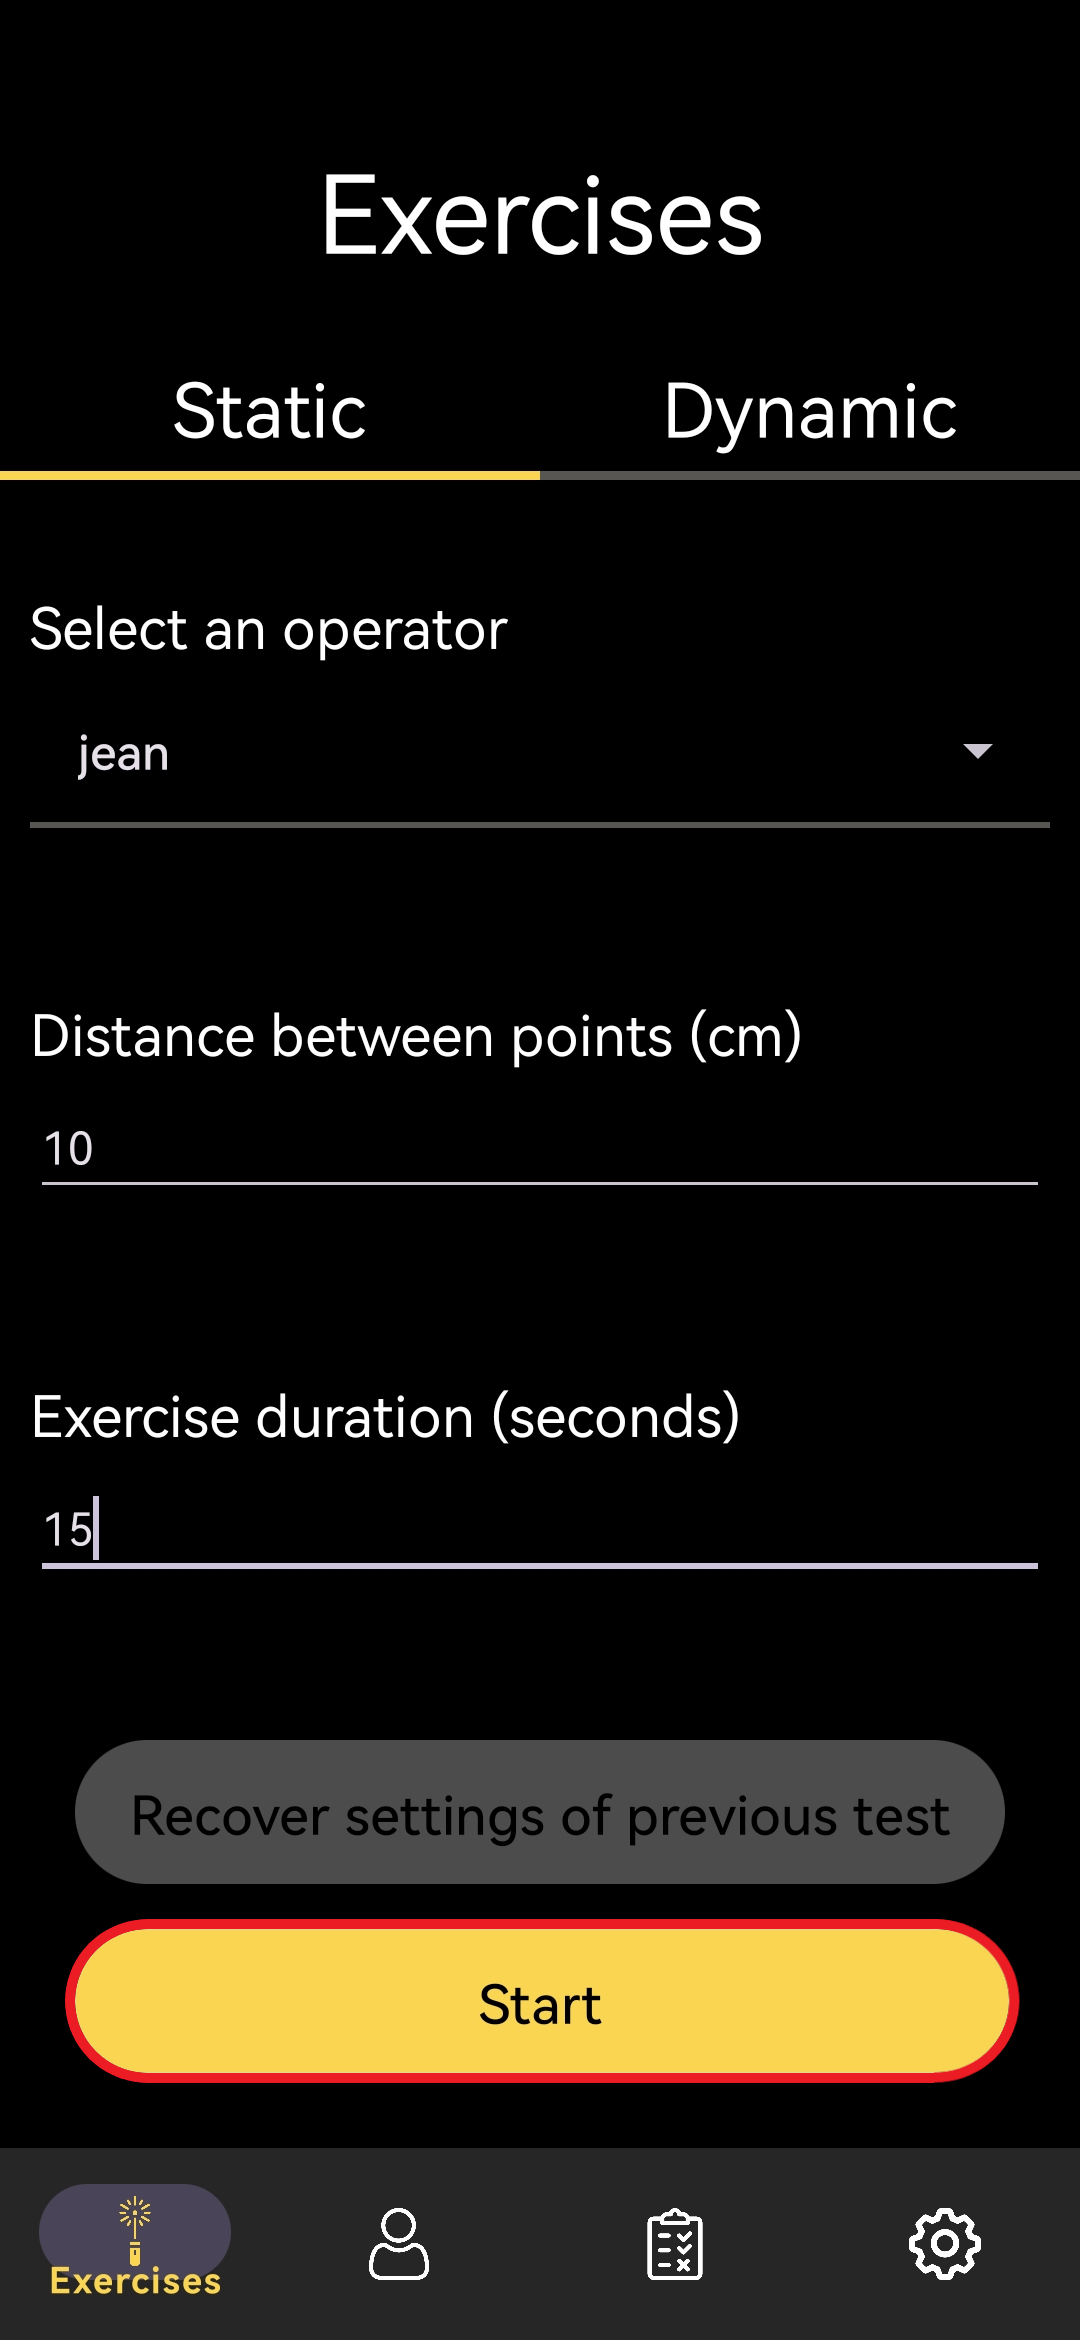 Exercises
Static Dynamic
Select an operator
jean
Distance between points (cm)
10
Exercise duration (seconds)
15
Recover settings of previous test
Start
Exercises